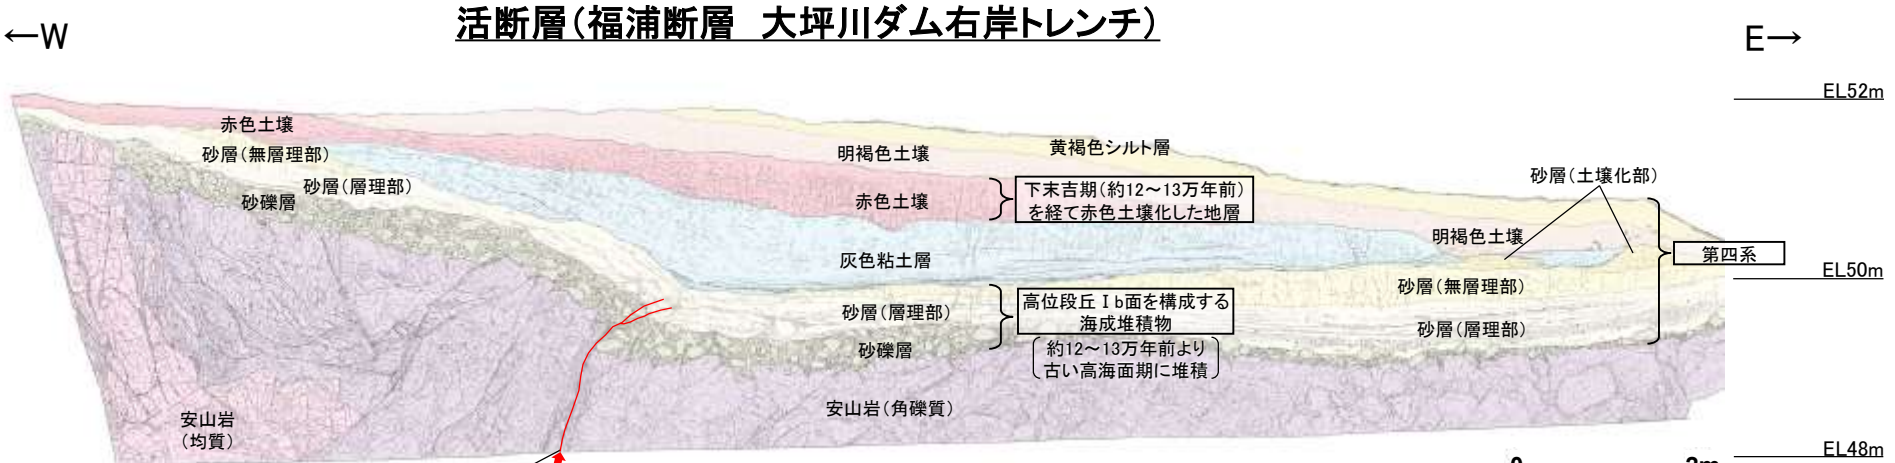 活断層(福浦断層 大坪川ダム右岸トレンチ)
←W
E→
EL52m
赤色土壌
砂層(無層理部)
砂層(層理部)
砂礫層
明褐色土壌
黄褐色シルト層
赤色土壌
下末吉期(約12～13万年前)
を経て赤色土壌化した地層
砂層(土壌化部)
明褐色土壌
第四系
灰色粘土層
EL50m
砂層(無層理部)
砂層(層理部)
高位段丘Ⅰb面を構成する
海成堆積物
砂層(層理部)
砂礫層
約12～13万年前より
古い高海面期に堆積
安山岩
(均質)
安山岩(角礫質)
EL48m